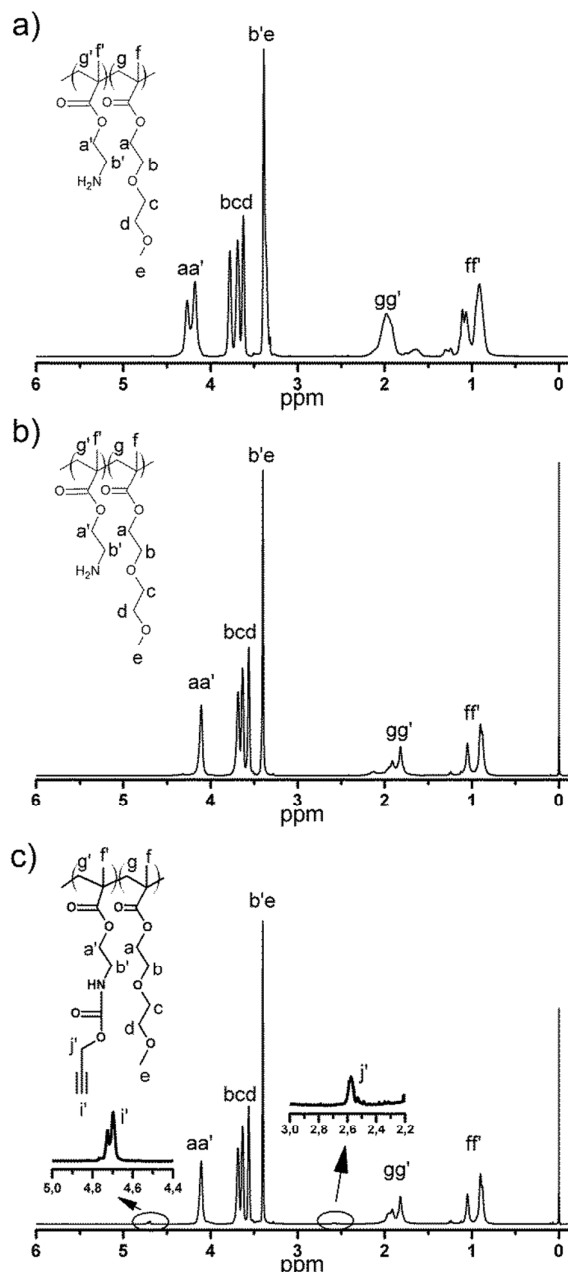 a)
g' f' g f
O O
O O
a' a
b' b
H₂N O
c
d
O
e
b'e
bcd
aa'
gg'
ff'
6 5 4 3 2 1 0
ppm
b)
g' f' g f
O O
O O
a' a
b' b
H₂N O
c
d
O
e
b'e
bcd
aa'
gg'
ff'
6 5 4 3 2 1 0
ppm
c)
g' f' g f
O O
O O
a' a
b' b
HN O
c
O d
O O
j' e
i'
b'e
bcd
aa'
i'
5,0 4,8 4,6 4,4
j'
3,0 2,8 2,6 2,4 2,2
gg'
ff'
6 5 4 3 2 1 0
ppm